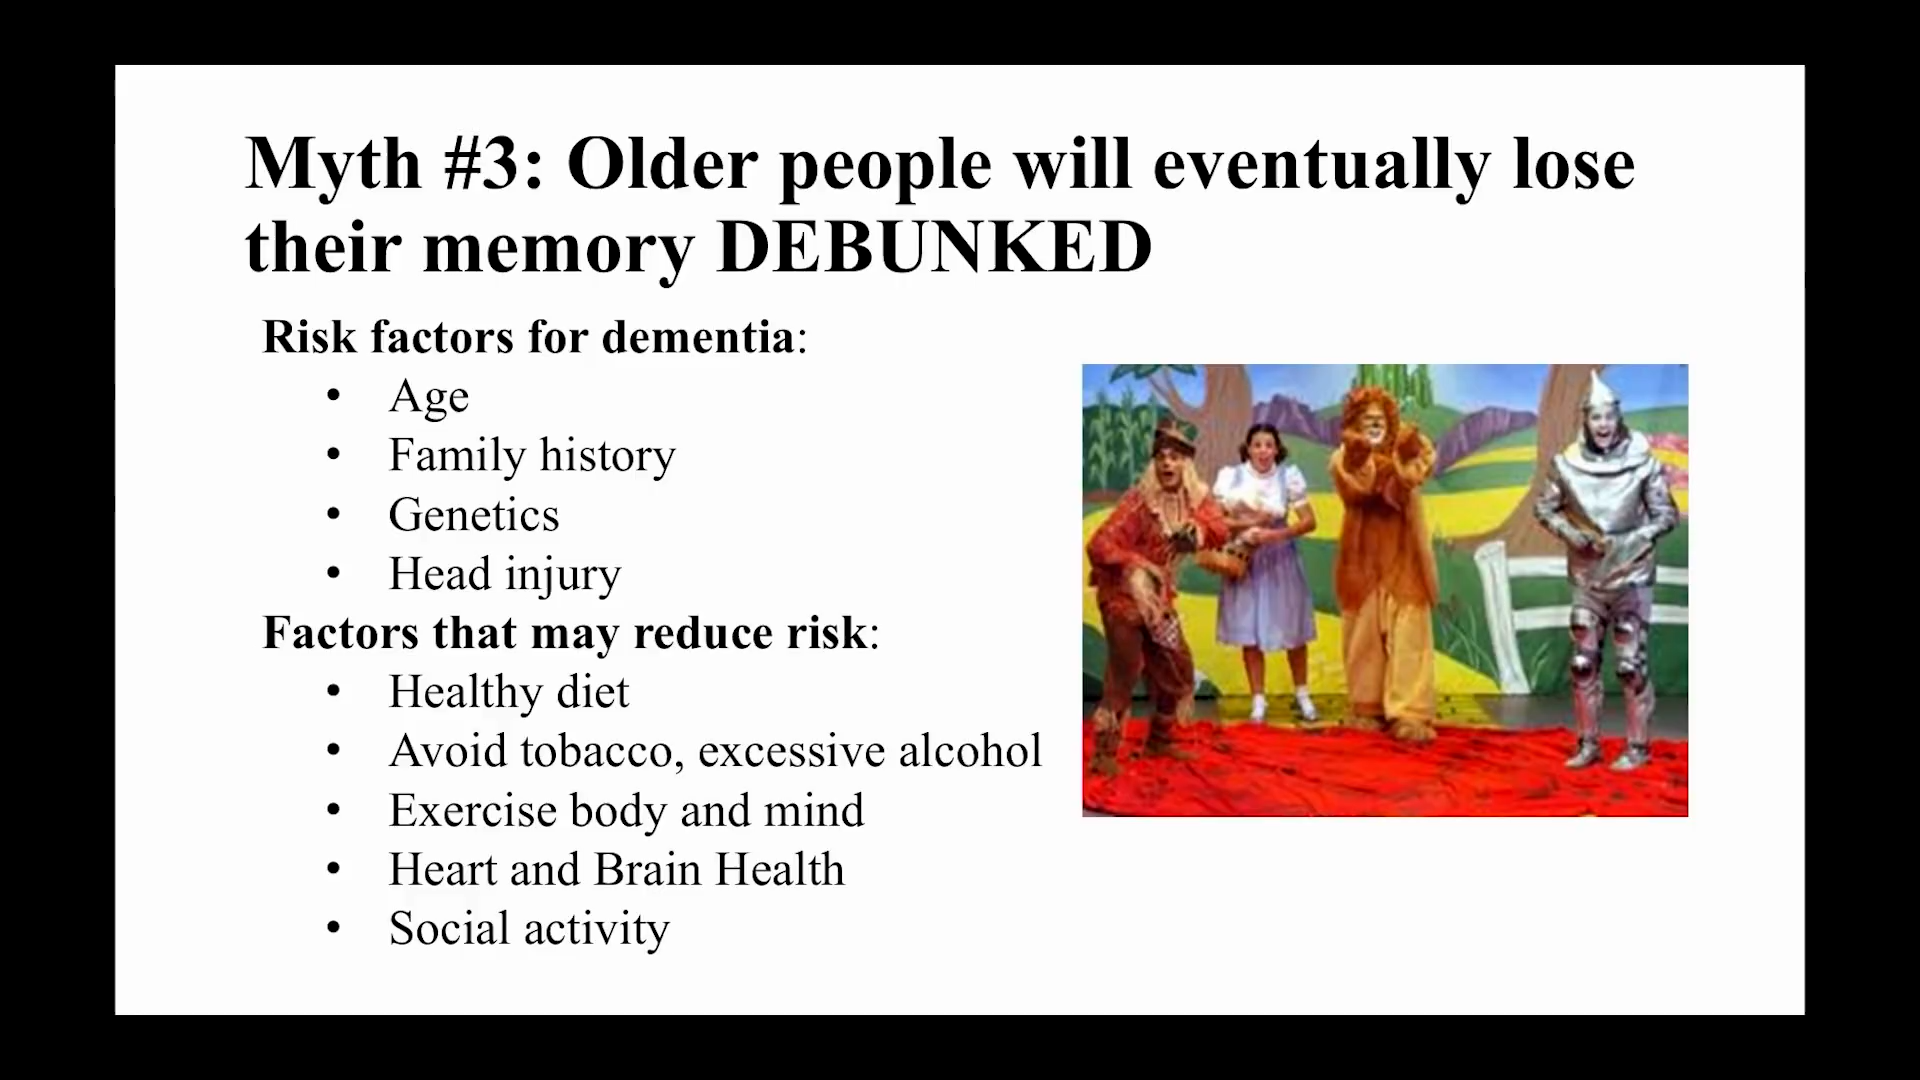 Myth #3: Older people will eventually lose
their memory DEBUNKED
Risk factors for dementia:
• Age
• Family history
• Genetics
• Head injury
Factors that may reduce risk:
• Healthy diet
• Avoid tobacco, excessive alcohol
• Exercise body and mind
• Heart and Brain Health
• Social activity